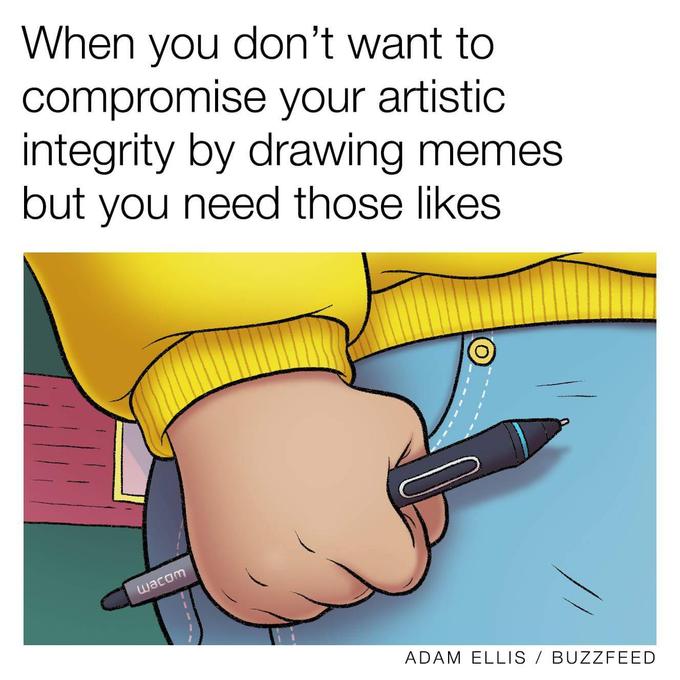 When you don’t want to
compromise your artistic
integrity by drawing memes
but you need those likes
wacom
ADAM ELLIS / BUZZFEED